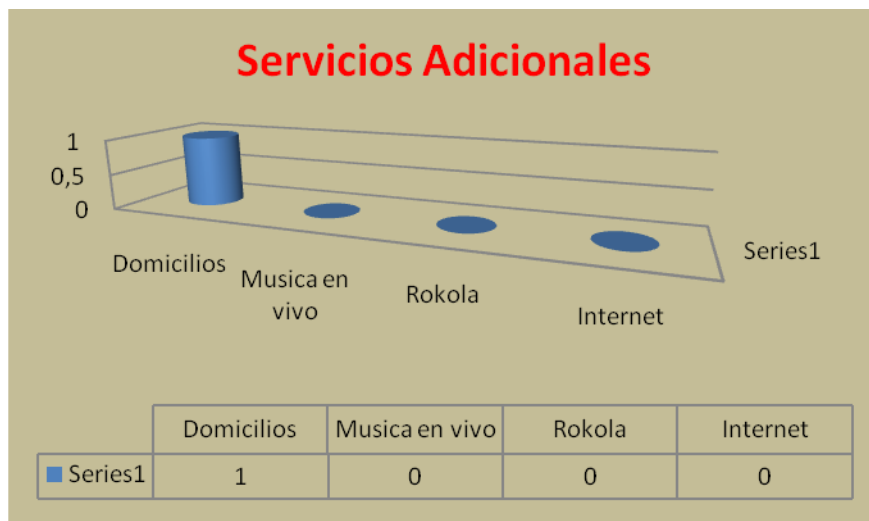 Servicios Adicionales
1
0,5
0
Domicilios
Musica en
vivo
Rokola
Internet
Series1
Domicilios Musica en vivo Rokola Internet
Series1 1 0 0 0